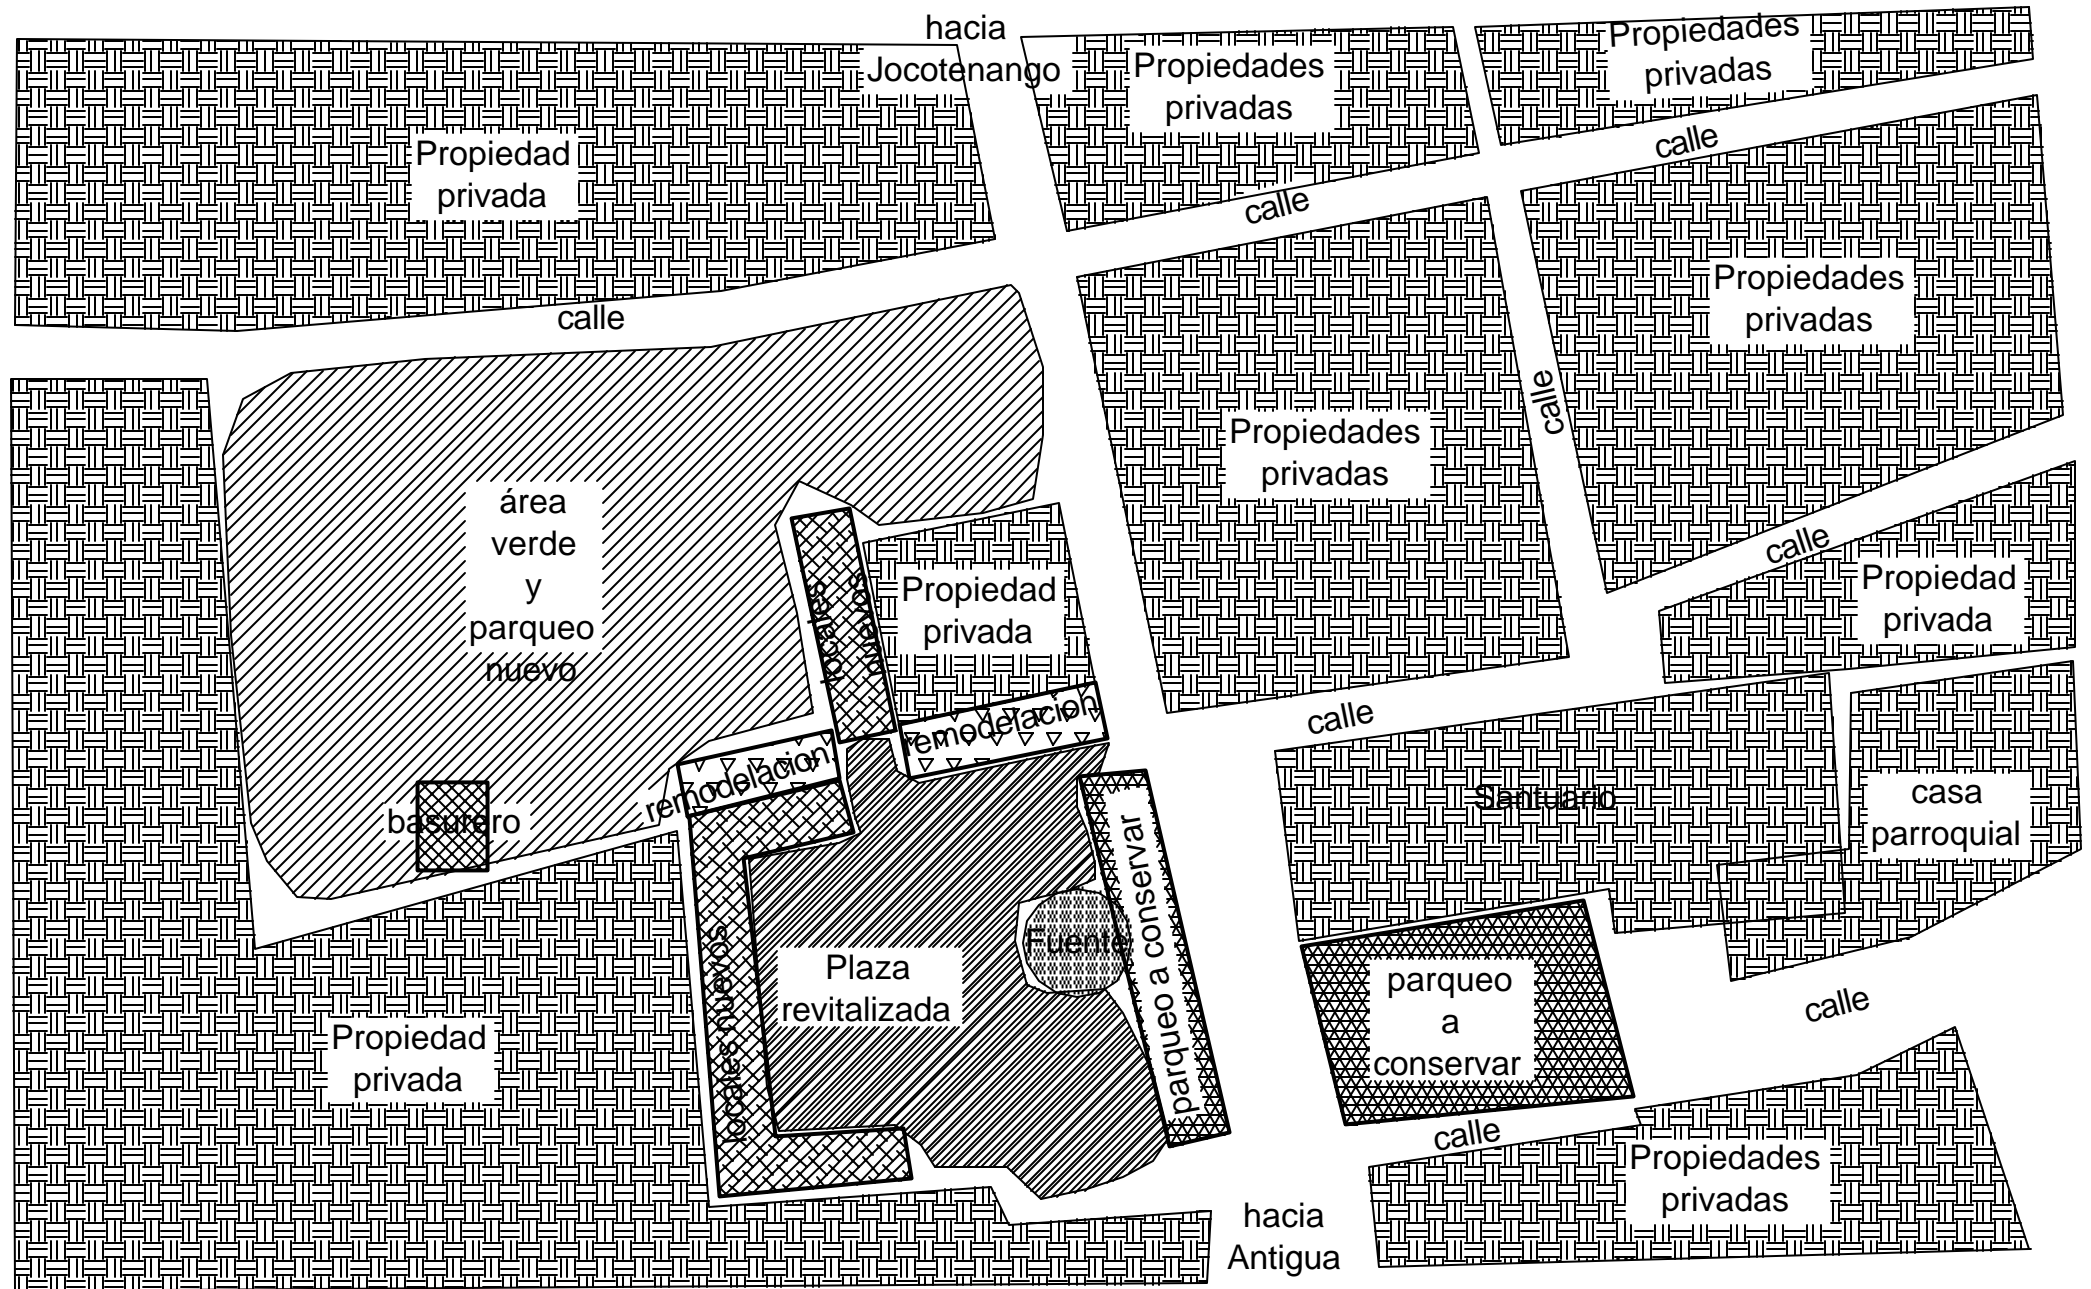 hacia
Jocotenango
Propiedades
privadas
Propiedades
privadas
Propiedad
privada
calle
calle
calle
Propiedades
privadas
calle
Propiedades
privadas
área
verde
y
parqueo
nuevo
locales
nuevos
Propiedad
privada
calle
Propiedad
privada
calle
remodelacion
remodelacion
basurero
Santuario
casa
parroquial
parqueo a conservar
Fuente
locales nuevos
Plaza
revitalizada
parqueo
a
conservar
calle
Propiedad
privada
calle
Propiedades
privadas
hacia
Antigua